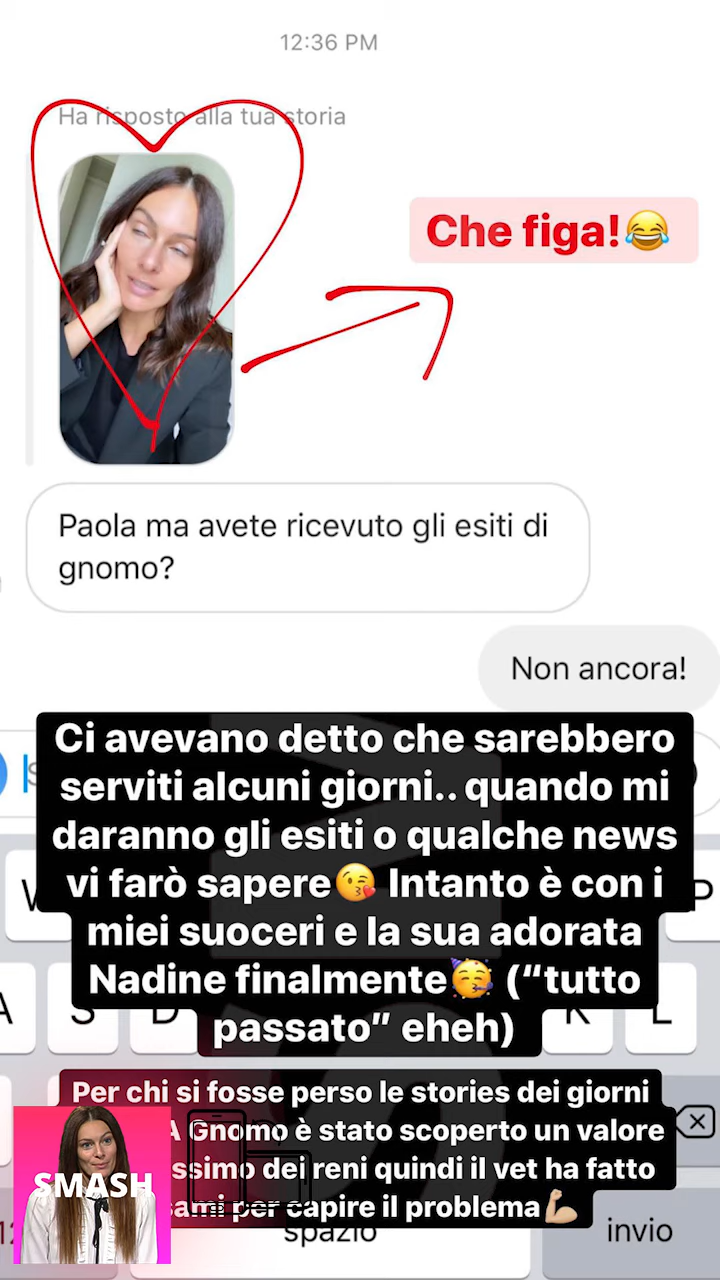 12:36 PM
Ha risposto alla tua storia
Che figa!😂
Paola ma avete ricevuto gli esiti di
gnomo?
Non ancora!
Ci avevano detto che sarebbero
serviti alcuni giorni.. quando mi
daranno gli esiti o qualche news
vi farò sapere😘 Intanto è con i
miei suoceri e la sua adorata
Nadine finalmente🥳 (“tutto
passato” eheh)
P
A S D K L
Per chi si fosse perso le stories dei giorni
A Gnomo è stato scoperto un valore
dei reni quindi il vet ha fatto
per capire il problema💪🏼
SMASH
spazio
invio